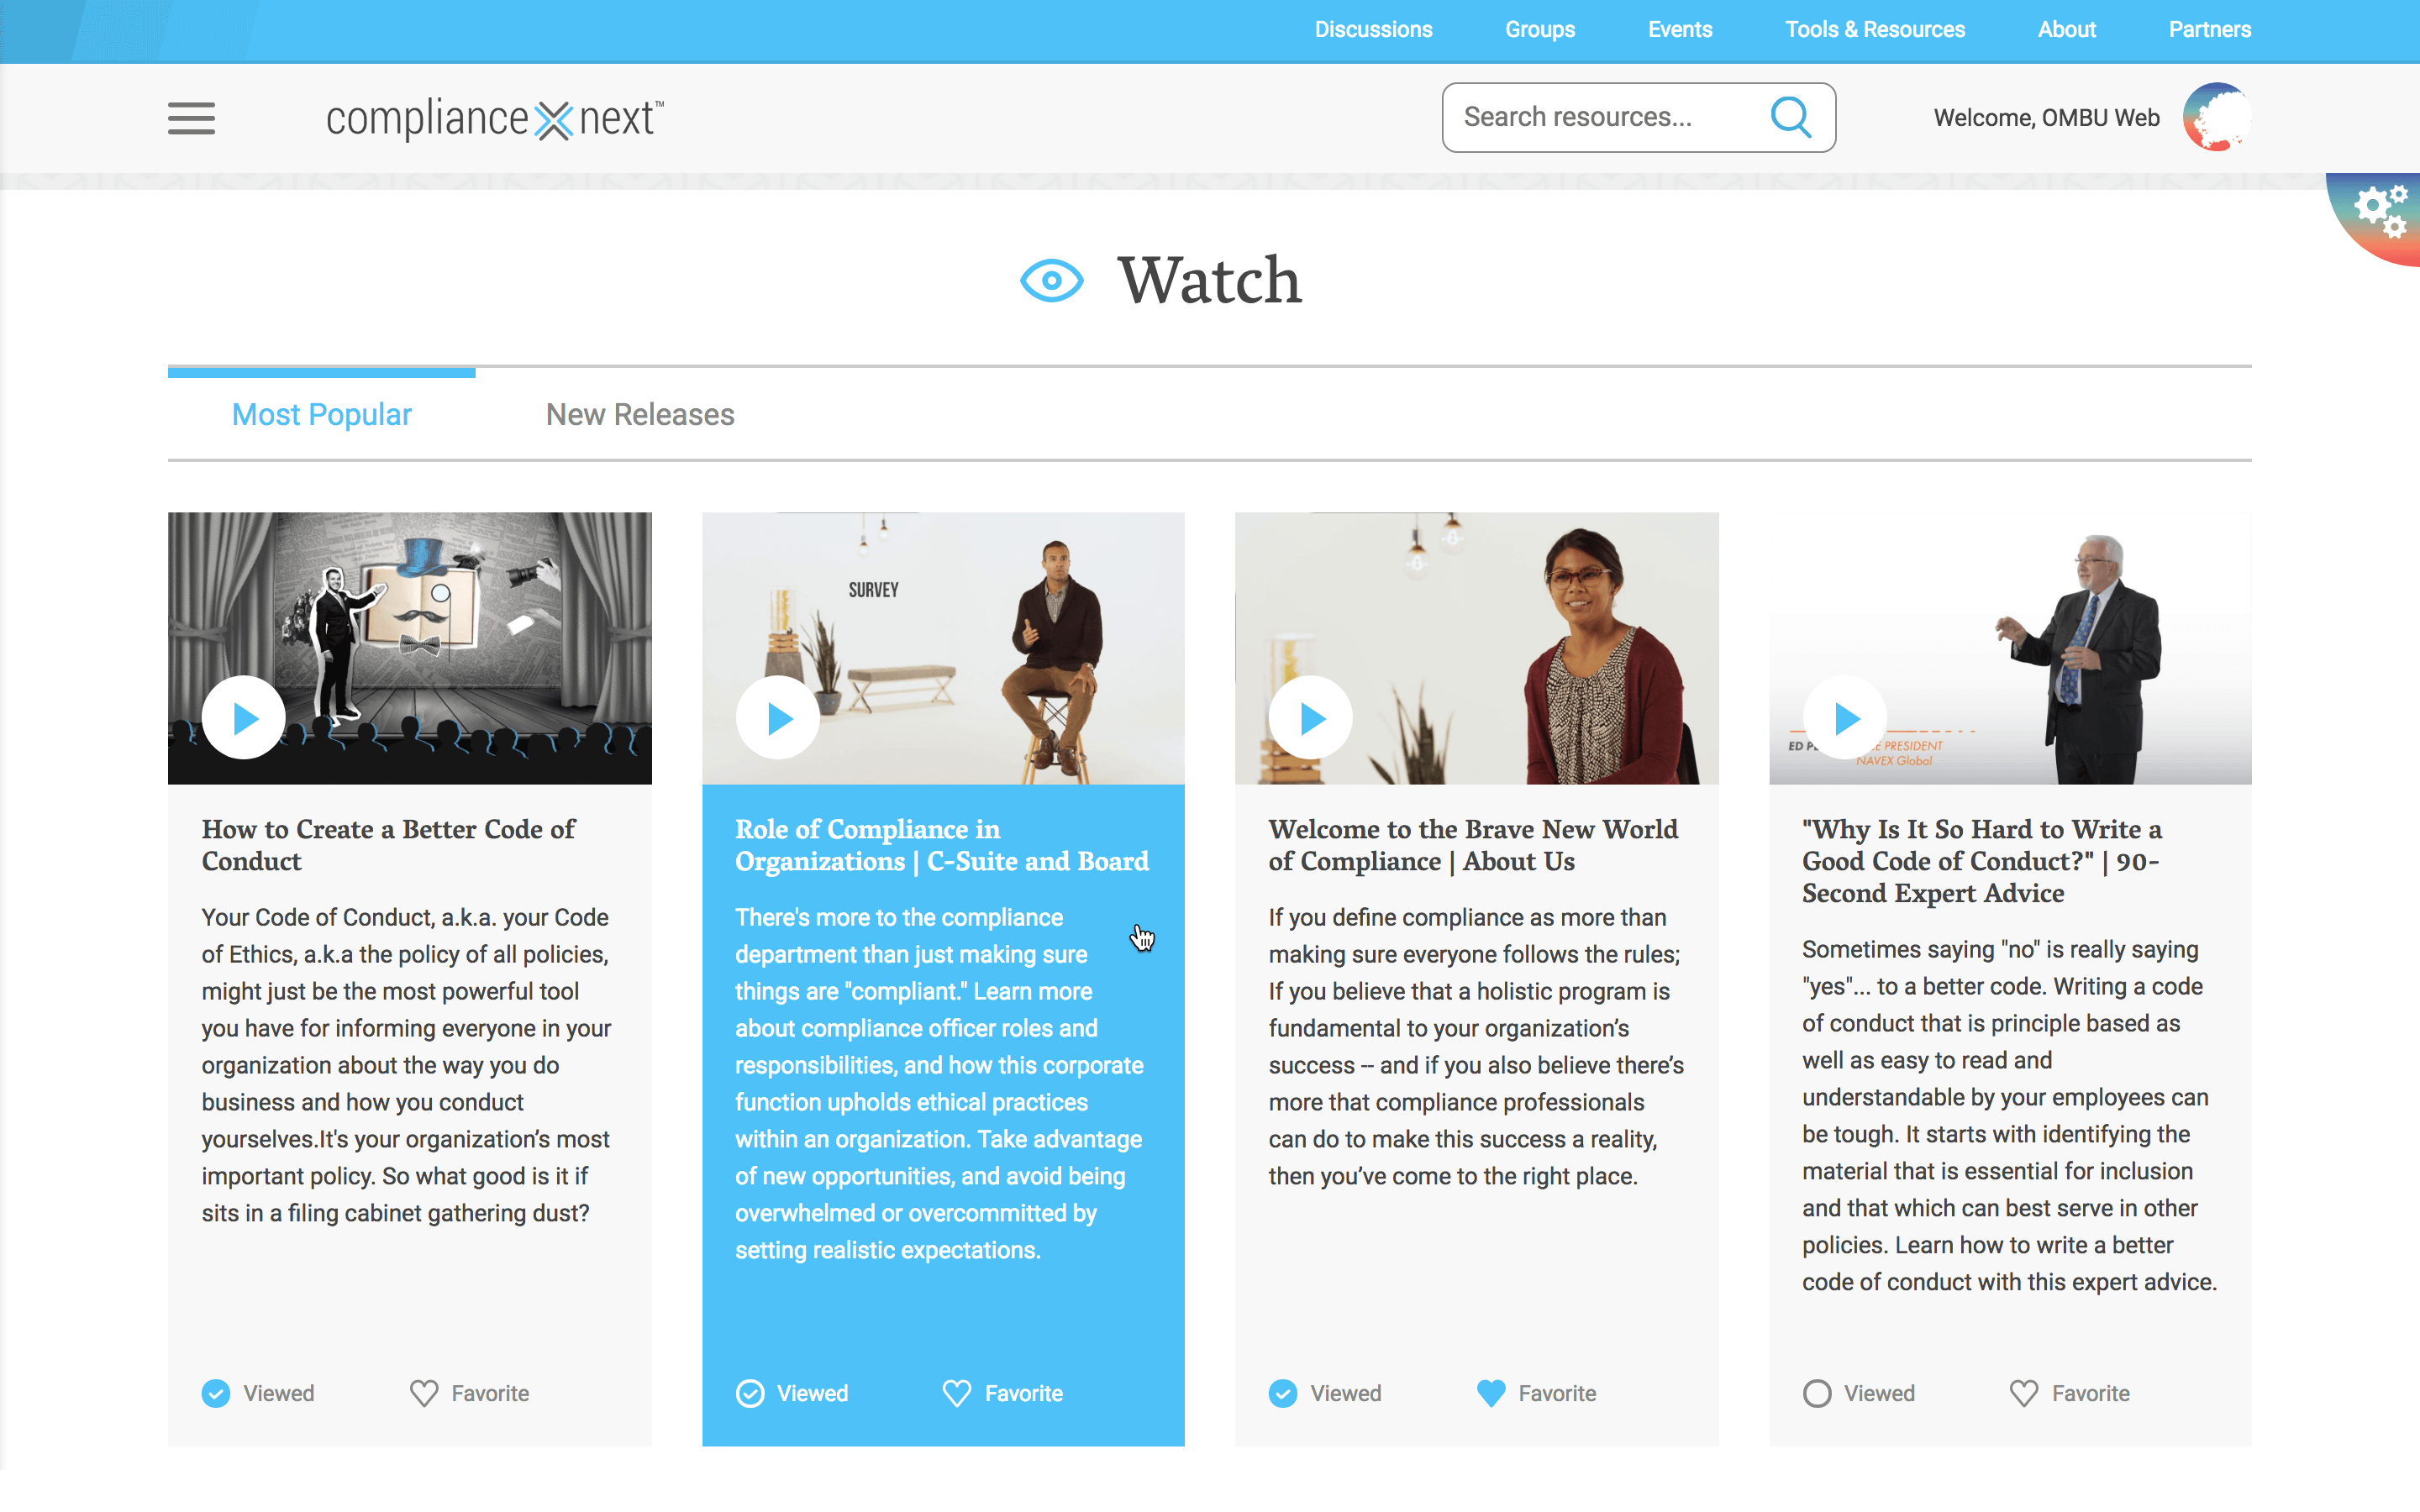 Discussions Groups Events Tools & Resources About Partners
compliance next™
Search resources...
Welcome, OMBU Web
Watch
Most Popular
New Releases
SURVEY
ED P
CE PRESIDENT
NAVEX Global
How to Create a Better Code of
Conduct
Your Code of Conduct, a.k.a. your Code
of Ethics, a.k.a the policy of all policies,
might just be the most powerful tool
you have for informing everyone in your
organization about the way you do
business and how you conduct
yourselves.It's your organization’s most
important policy. So what good is it if
sits in a filing cabinet gathering dust?
Viewed
Favorite
Role of Compliance in
Organizations | C-Suite and Board
There's more to the compliance
department than just making sure
things are "compliant." Learn more
about compliance officer roles and
responsibilities, and how this corporate
function upholds ethical practices
within an organization. Take advantage
of new opportunities, and avoid being
overwhelmed or overcommitted by
setting realistic expectations.
Viewed
Favorite
Welcome to the Brave New World
of Compliance | About Us
If you define compliance as more than
making sure everyone follows the rules;
If you believe that a holistic program is
fundamental to your organization’s
success -- and if you also believe there’s
more that compliance professionals
can do to make this success a reality,
then you’ve come to the right place.
Viewed
Favorite
"Why Is It So Hard to Write a
Good Code of Conduct?" | 90-
Second Expert Advice
Sometimes saying "no" is really saying
"yes"... to a better code. Writing a code
of conduct that is principle based as
well as easy to read and
understandable by your employees can
be tough. It starts with identifying the
material that is essential for inclusion
and that which can best serve in other
policies. Learn how to write a better
code of conduct with this expert advice.
Viewed
Favorite